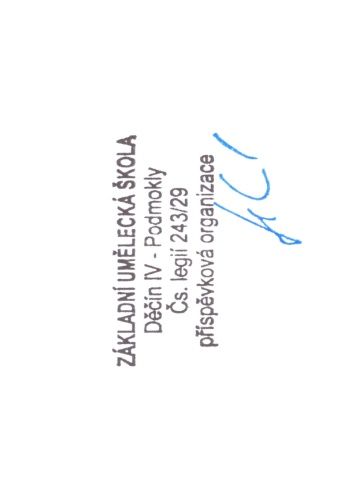 ZÁKLADNÍ UMĚLECKÁ ŠKOLA
Děčín IV - Podmokly
Čs. legií 243/29
příspěvková organizace